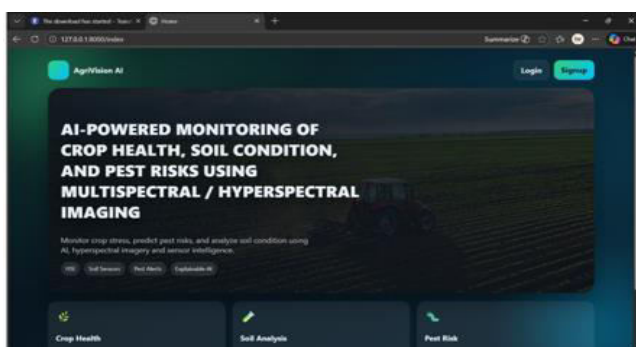 The download has started -
Home
127.0.0.1:8000/index
Summarize
Chat
AgriVision AI
Login
Signup
AI-POWERED MONITORING OF
CROP HEALTH, SOIL CONDITION,
AND PEST RISKS USING
MULTISPECTRAL / HYPERSPECTRAL
IMAGING
Monitor crop stress, predict pest risks, and analyze soil condition using
AI, hyperspectral imagery and sensor intelligence.
Soil Sensors
Pest Alerts
Explainable AI
Crop Health
Soil Analysis
Pest Risk